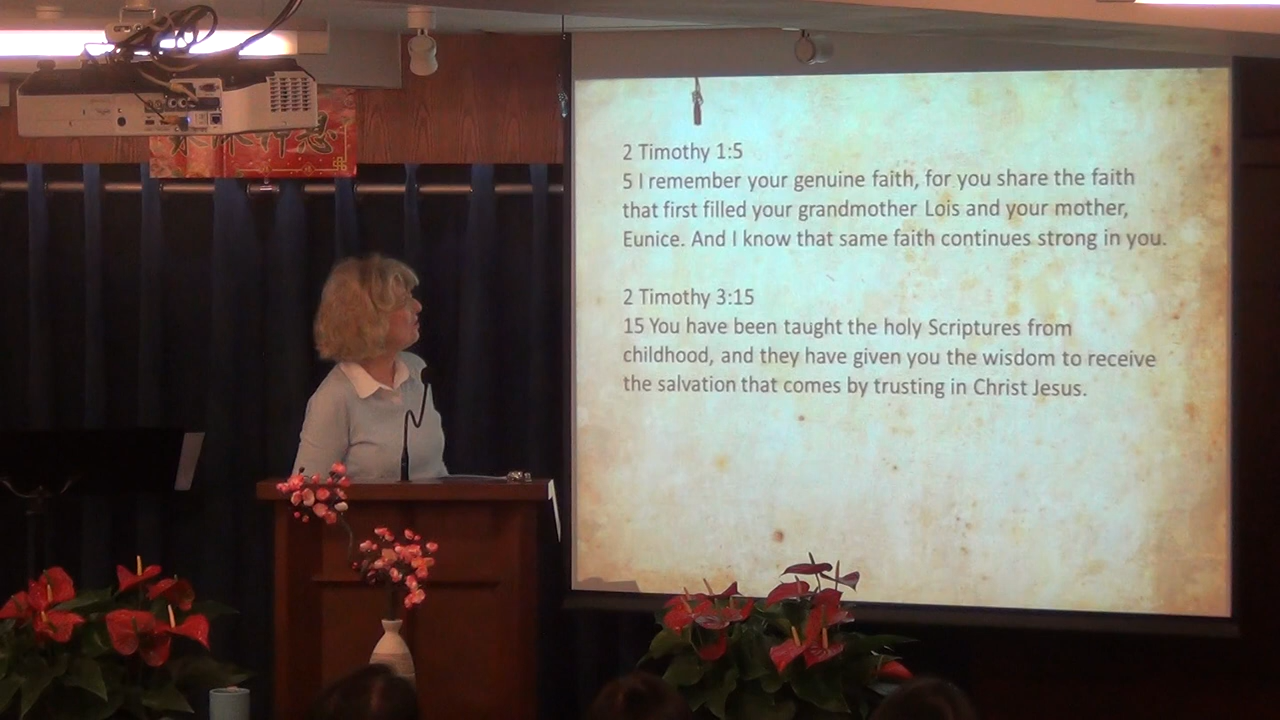 2 Timothy 1:5
5 I remember your genuine faith, for you share the faith
that first filled your grandmother Lois and your mother,
Eunice. And I know that same faith continues strong in you.
2 Timothy 3:15
15 You have been taught the holy Scriptures from
childhood, and they have given you the wisdom to receive
the salvation that comes by trusting in Christ Jesus.